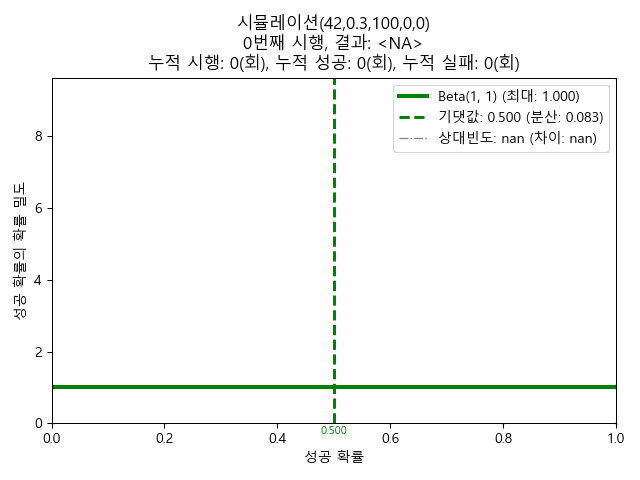 시뮬레이션(42,0.3,100,0,0)
0번째 시행, 결과: <NA>
누적 시행: 0(회), 누적 성공: 0(회), 누적 실패: 0(회)
Beta(1, 1) (최대: 1.000)
기댓값: 0.500 (분산: 0.083)
상대빈도: nan (차이: nan)
성공 확률의 확률 밀도
8
6
4
2
0
0.0 0.2 0.4 0.6 0.8 1.0
0.500
성공 확률